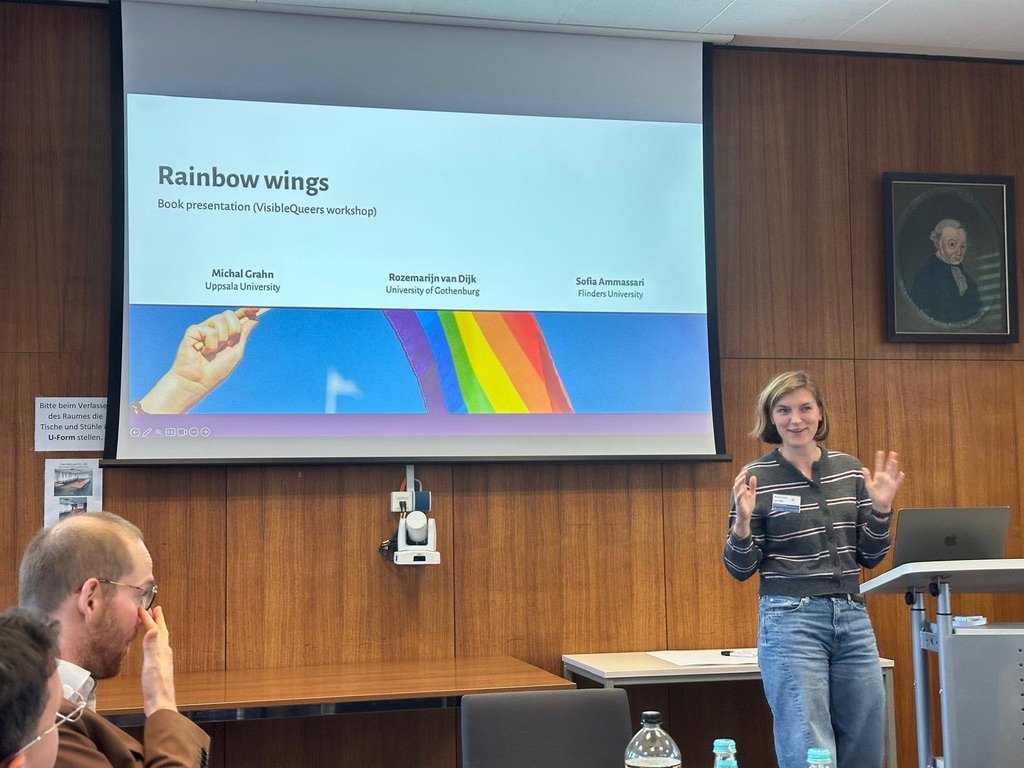 Rainbow wings
Book presentation (VisibleQueers workshop)
Michal Grahn
Uppsala University
Rozemarijn van Dijk
University of Gothenburg
Sofia Ammassari
Flinders University
Bitte beim Verlasse
des Raumes die
Tische und Stühle
U-Form stellen.